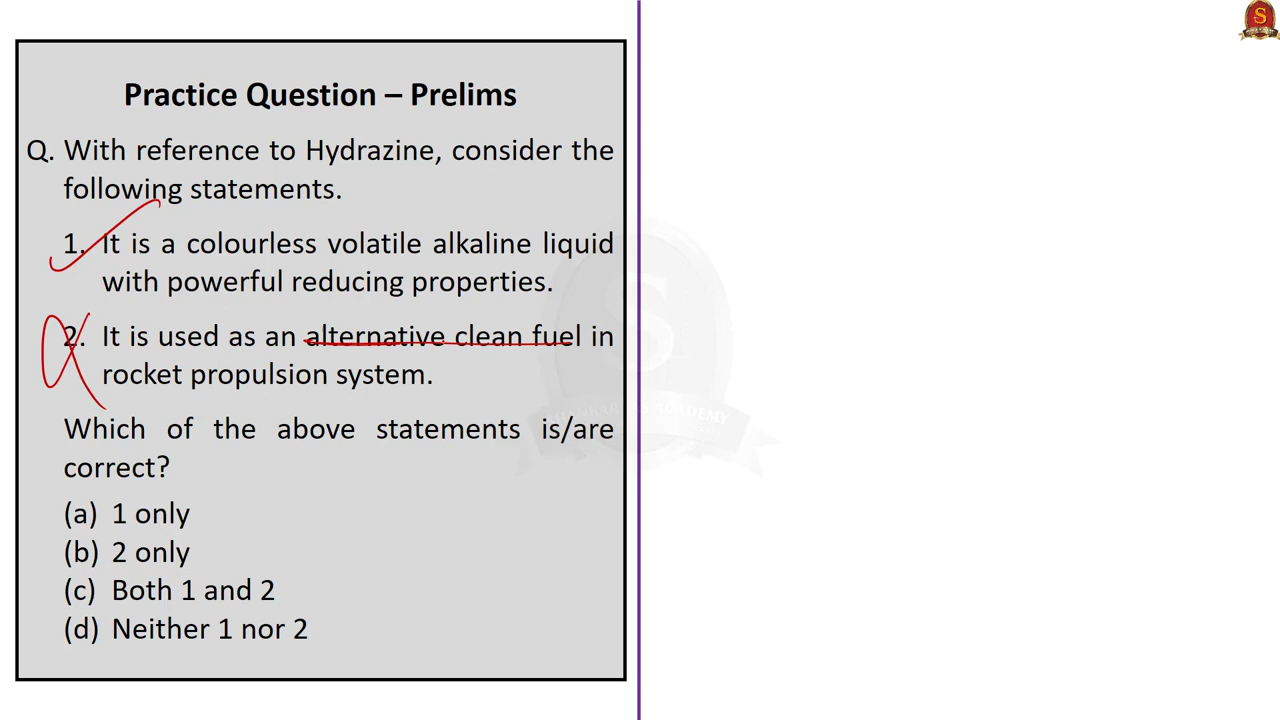 S
Practice Question – Prelims
Q. With reference to Hydrazine, consider the
following statements.
1. It is a colourless volatile alkaline liquid
with powerful reducing properties.
2. It is used as an alternative clean fuel in
rocket propulsion system.
Which of the above statements is/are
correct?
(a) 1 only
(b) 2 only
(c) Both 1 and 2
(d) Neither 1 nor 2
S
ACADEMY